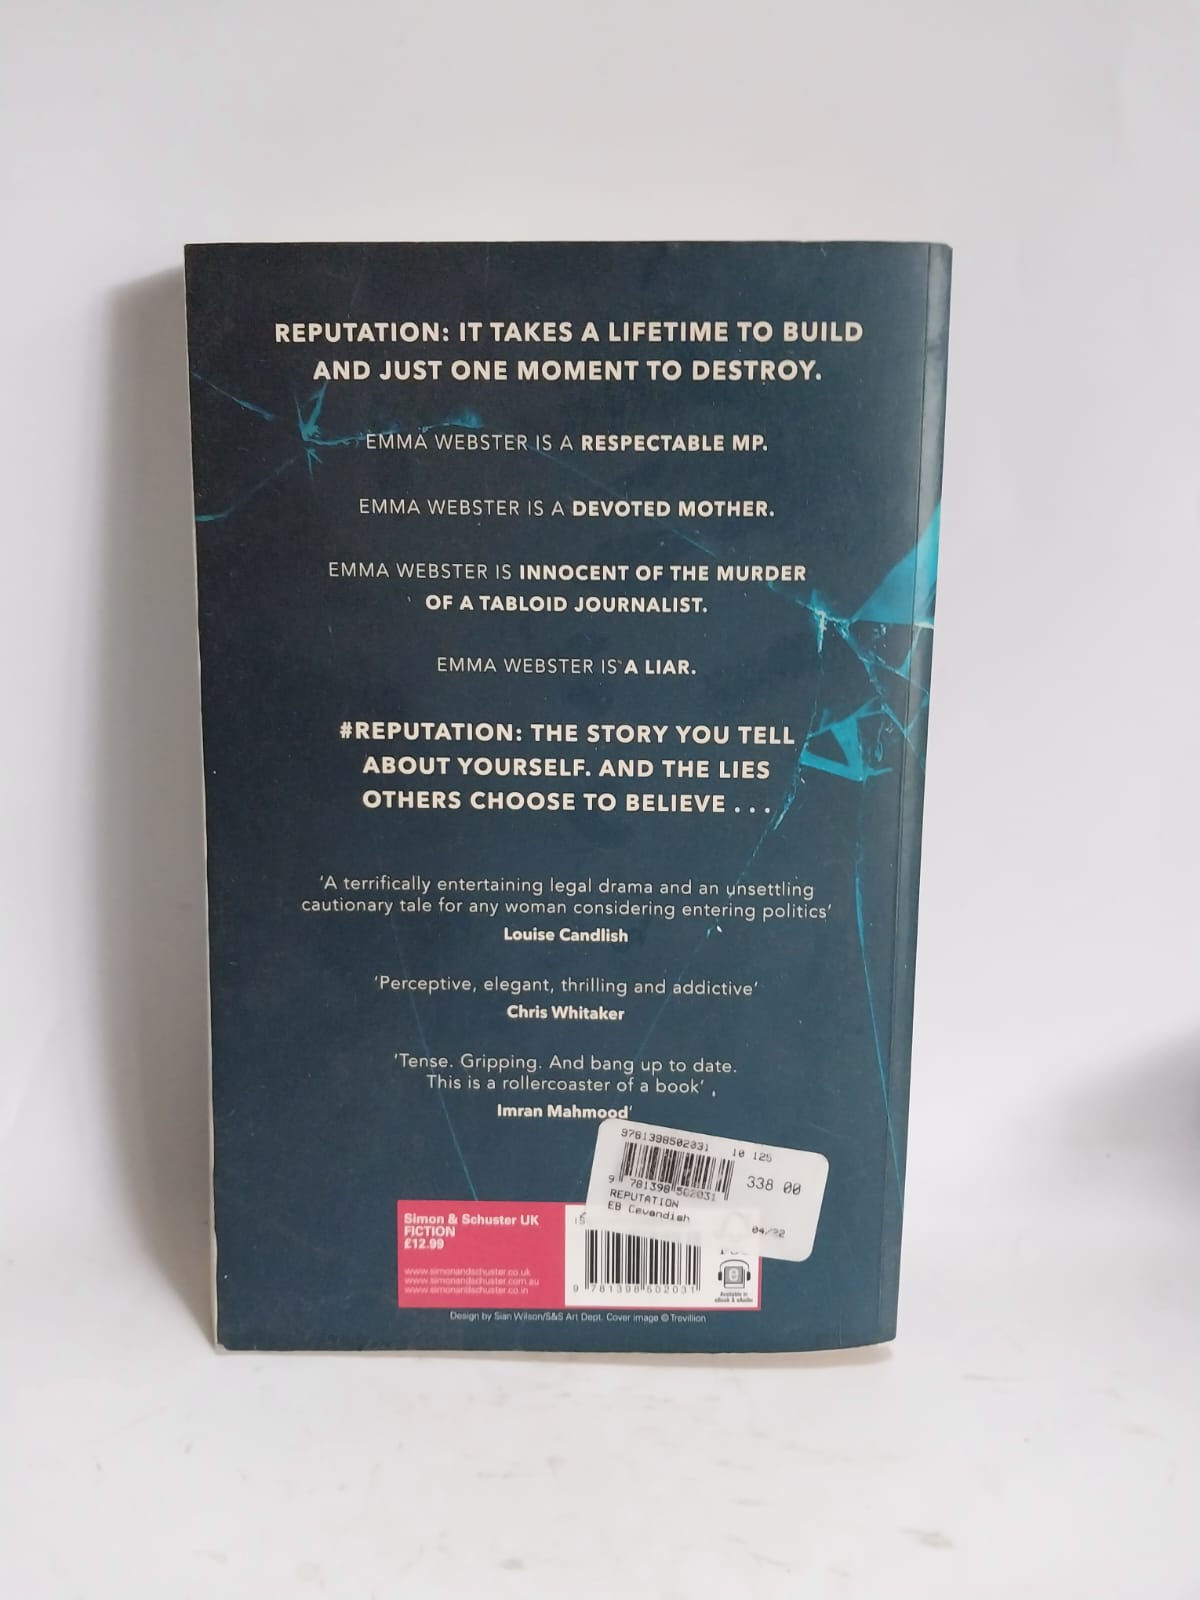 REPUTATION: IT TAKES A LIFETIME TO BUILD
AND JUST ONE MOMENT TO DESTROY.
EMMA WEBSTER IS A RESPECTABLE MP.
EMMA WEBSTER IS A DEVOTED MOTHER.
EMMA WEBSTER IS INNOCENT OF THE MURDER
OF A TABLOID JOURNALIST.
EMMA WEBSTER IS A LIAR.
#REPUTATION: THE STORY YOU TELL
ABOUT YOURSELF. AND THE LIES
OTHERS CHOOSE TO BELIEVE . . .
'A terrifically entertaining legal drama and an unsettling
cautionary tale for any woman considering entering politics'
Louise Candlish
'Perceptive, elegant, thrilling and addictive'
Chris Whitaker
'Tense. Gripping. And bang up to date.
This is a rollercoaster of a book'
Imran Mahmood
9781398502031 10 125
9 781398 502031 338 00
REPUTATION
EB Cavendish
04/22
Simon & Schuster UK
FICTION
£12.99
www.simonandschuster.co.uk
www.simonandschuster.com.au
www.simonandschuster.co.in
9 781398 502031
Available in
eBook & eAudio
Design by Sian Wilson/S&S Art Dept. Cover image © Trevillion